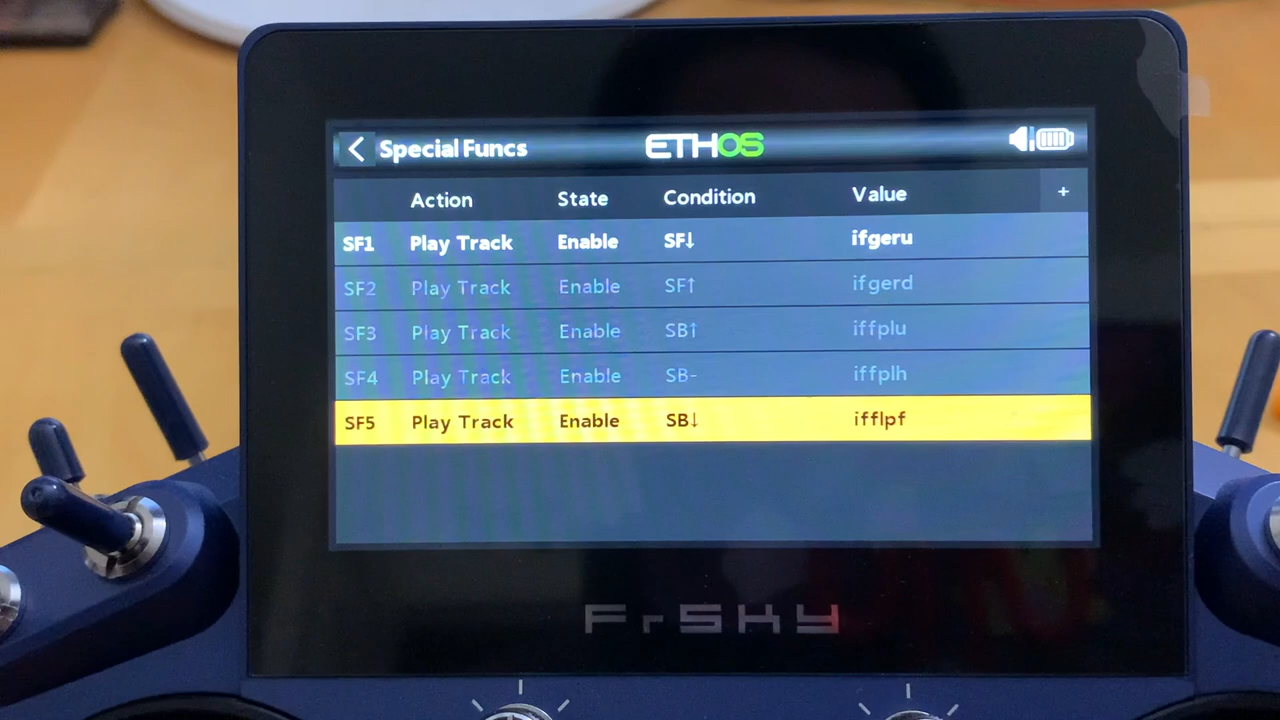 < Special Funcs ETHOS
Action State Condition Value +
SF1 Play Track Enable SF↓ ifgeru
SF2 Play Track Enable SF↑ ifgerd
SF3 Play Track Enable SB↑ iffplu
SF4 Play Track Enable SB- iffplh
SF5 Play Track Enable SB↓ ifflpf
FrSKY